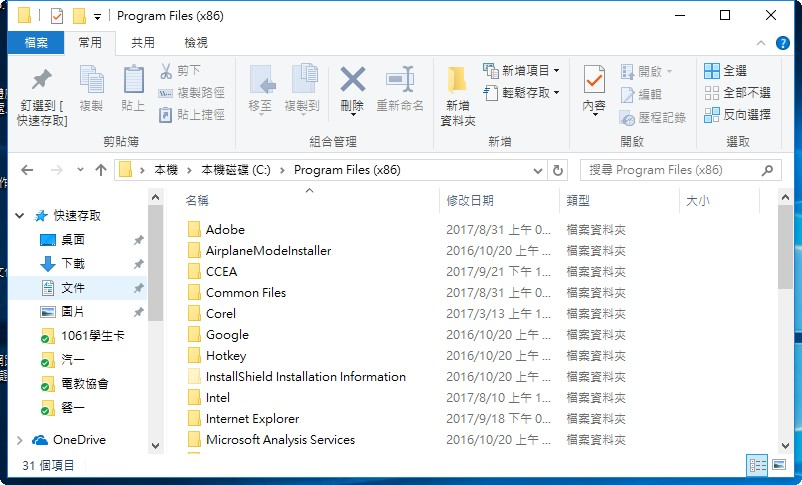 Program Files (x86)
檔案 常用 共用 檢視
釘選到 [
快速存取]
複製
貼上
剪下
複製路徑
貼上捷徑
剪貼簿
移至
複製到
刪除
重新命名
組合管理
新增
資料夾
新增項目
輕鬆存取
新增
內容
開啟
編輯
歷程記錄
開啟
全選
全部不選
反向選擇
選取
本機 本機磁碟 (C:) Program Files (x86)
搜尋 Program Files (x86)
快速存取
桌面
下載
文件
圖片
1061學生卡
汽一
電教協會
餐一
OneDrive
名稱 修改日期 類型 大小
Adobe 2017/8/31 上午 0... 檔案資料夾
AirplaneModeInstaller 2016/10/20 上午 ... 檔案資料夾
CCEA 2017/9/21 下午 1... 檔案資料夾
Common Files 2017/8/31 上午 0... 檔案資料夾
Corel 2017/3/13 上午 1... 檔案資料夾
Google 2016/10/20 上午 ... 檔案資料夾
Hotkey 2016/10/20 上午 ... 檔案資料夾
InstallShield Installation Information 2016/10/20 上午 ... 檔案資料夾
Intel 2017/8/10 上午 1... 檔案資料夾
Internet Explorer 2017/9/18 下午 0... 檔案資料夾
Microsoft Analysis Services 2016/10/20 上午 ... 檔案資料夾
31 個項目